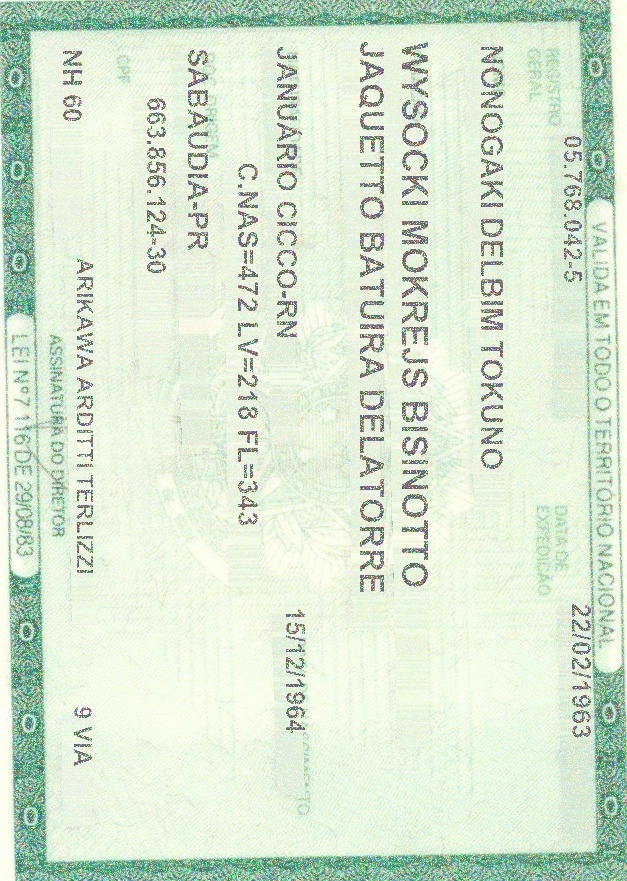 VALIDA EM TODO O TERRITÓRIO NACIONAL
REGISTRO GERAL 05.768.042-5 DATA DE EXPEDIÇÃO 22/02/1963
NONOGAKI DELBIM TOKUNO
WYSOCKI MOKREJS BISNOTTO
JAQUETTO BATUIRA DELATORRE
JANUÁRIO CICCO-RN 15/12/1964
C.NAS=472 LV=218 FL=343
SABAUDIA-PR
663.856.124-30
CPF
NH 60 ARIKAWA ARDITTI TERLIZZI 9 VIA
ASSINATURA DO DIRETOR
LEI Nº 7.116 DE 29/08/83